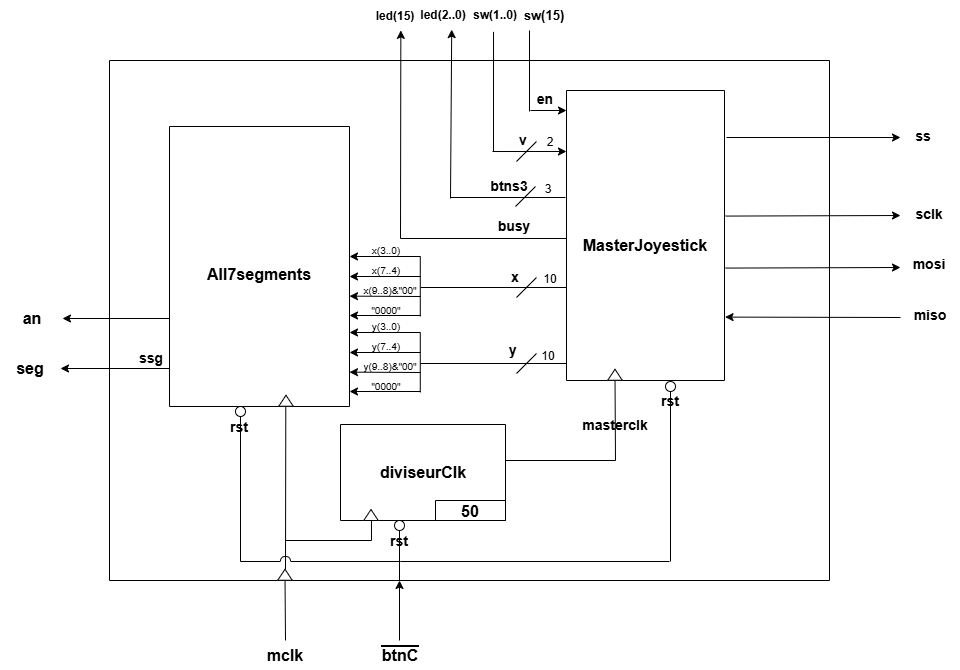 led(15) led(2..0) sw(1..0) sw(15)
en
v 2
btns3 3
busy
MasterJoyestick
ss
sclk
mosi
miso
All7segments
x(3..0)
x(7..4)
x(9..8)&"00"
"0000"
x 10
y(3..0)
y(7..4)
y(9..8)&"00"
"0000"
y 10
an
seg
ssg
rst
rst
masterclk
diviseurClk
50
rst
mclk
btnC